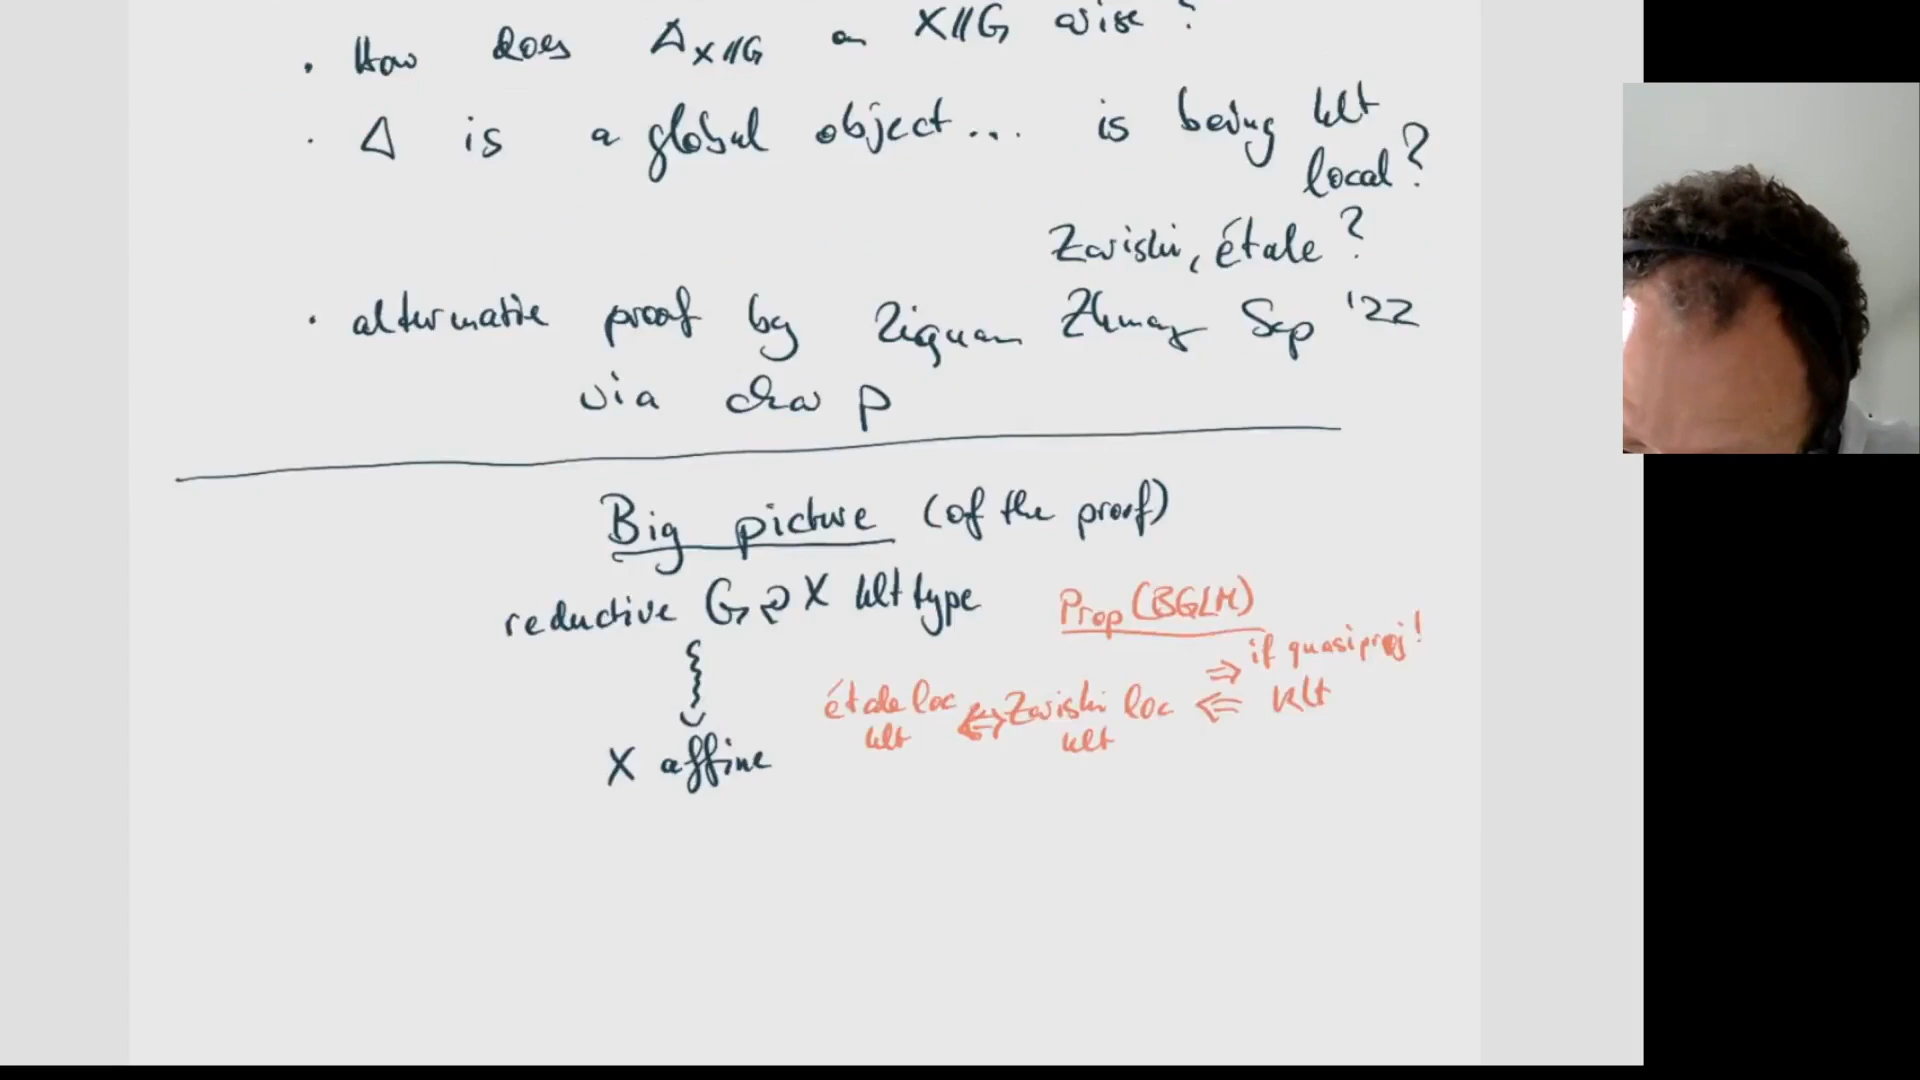 • How does Δ_{X//G} on X//G arise?
• Δ is a global object... is being klt
local?
Zariski, étale?
• alternative proof by Ziquan Zhuang Sep '22
via char p
Big picture (of the proof)
reductive G ↻ X klt type
Prop (BGLM)
⇒ if quasiproj!
étale loc ⇔ Zariski loc ⇐ klt
klt klt
X affine